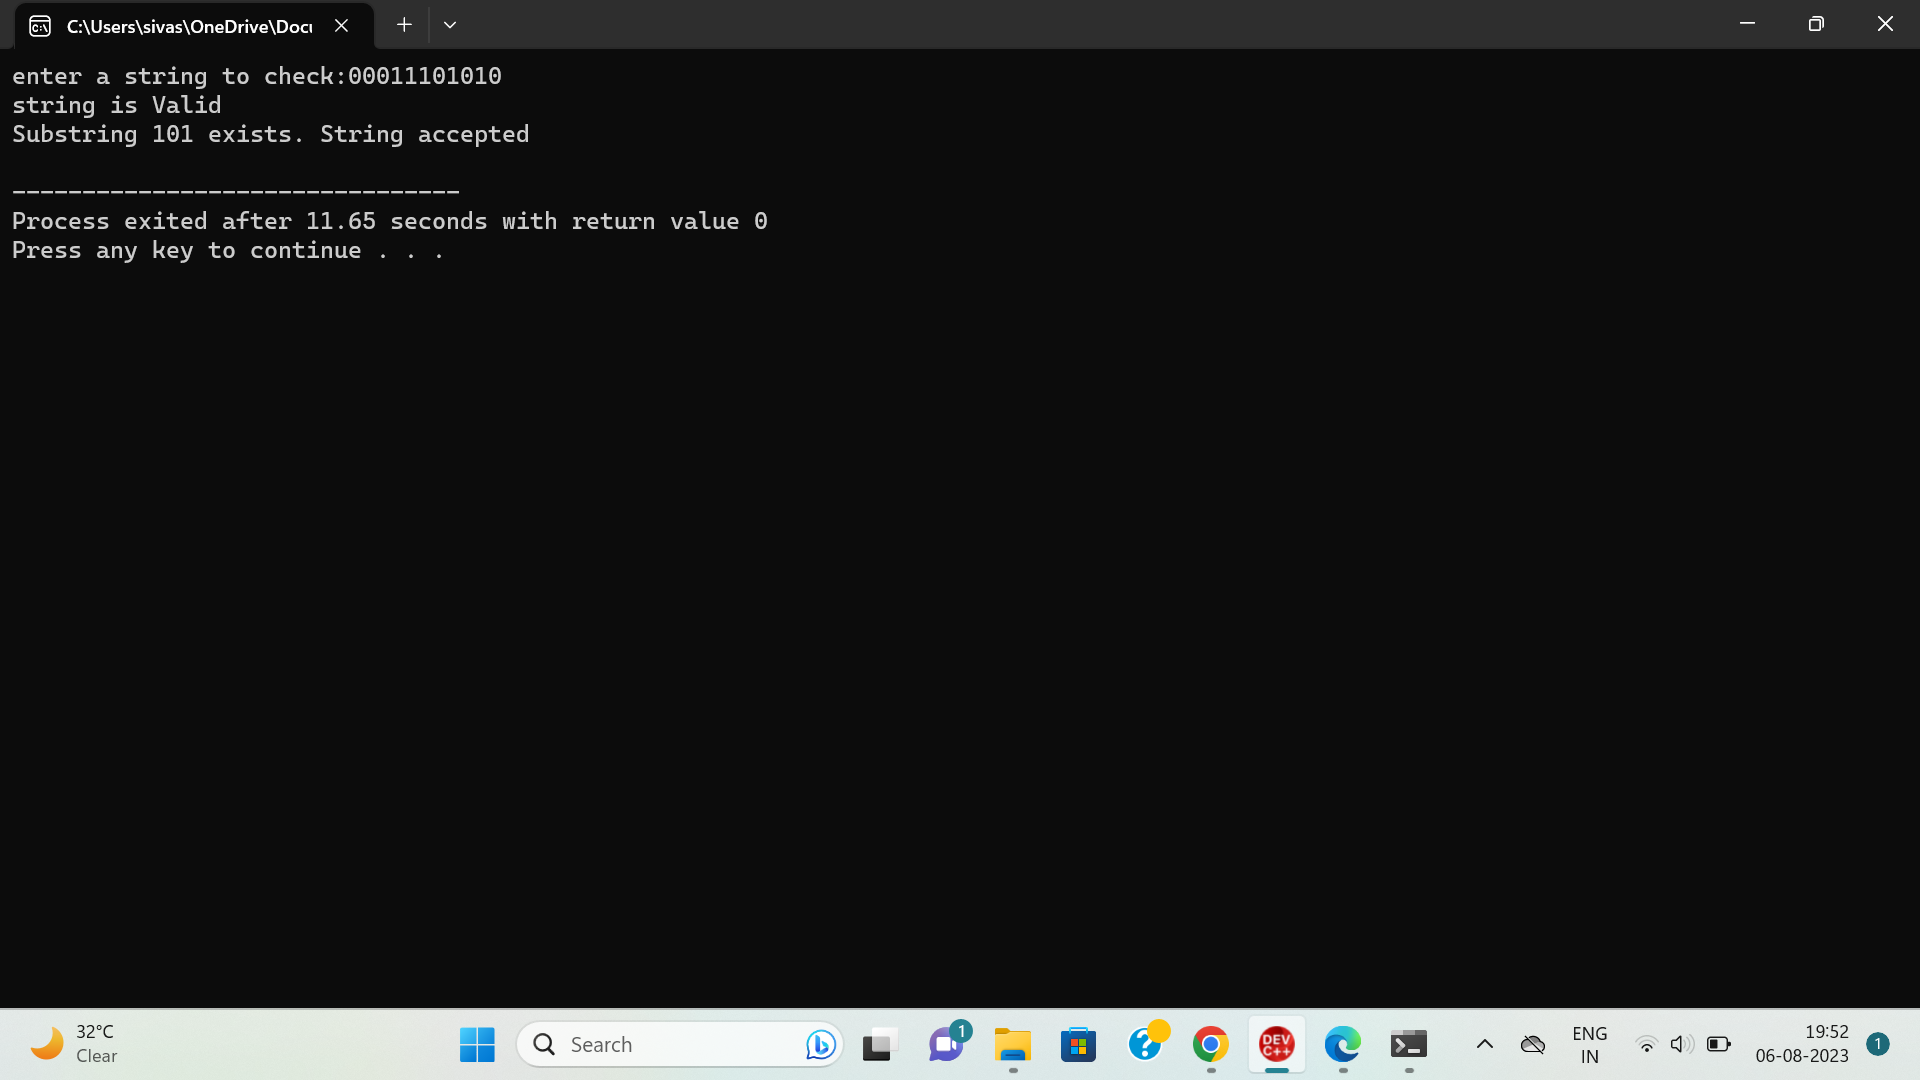 C:\Users\sivas\OneDrive\Docu
enter a string to check:00011101010
string is Valid
Substring 101 exists. String accepted
--------------------------------
Process exited after 11.65 seconds with return value 0
Press any key to continue . . .
32°C
Clear
Search
1
DEV
C++
ENG
IN
19:52
06-08-2023
1